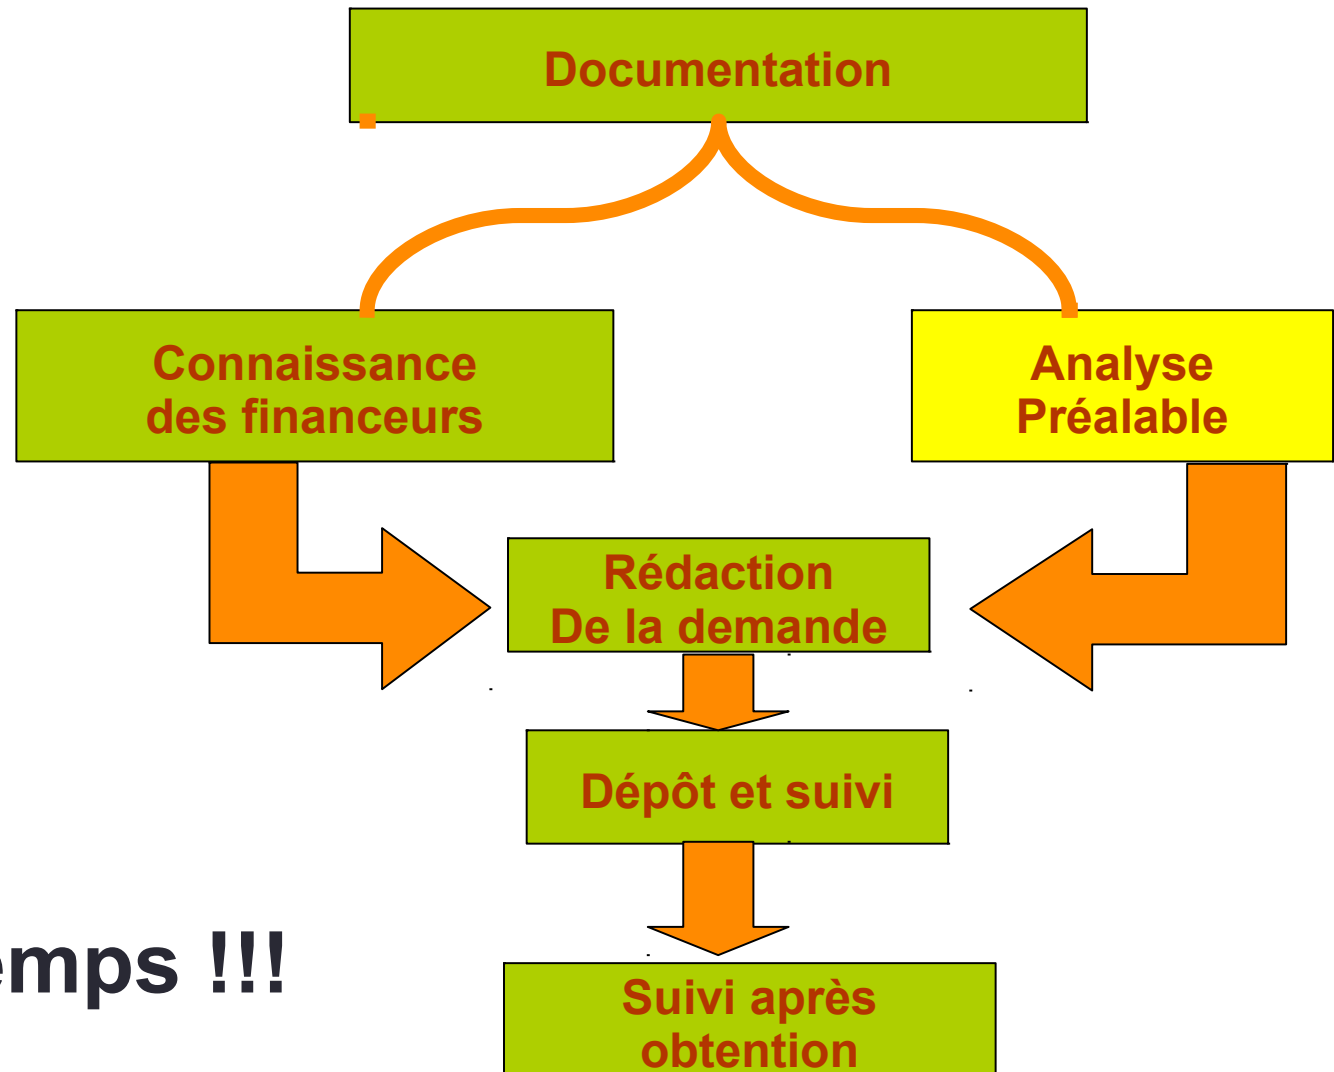 Documentation
Connaissance
des financeurs
Analyse
Préalable
Rédaction
De la demande
Dépôt et suivi
emps !!!
Suivi après
obtention